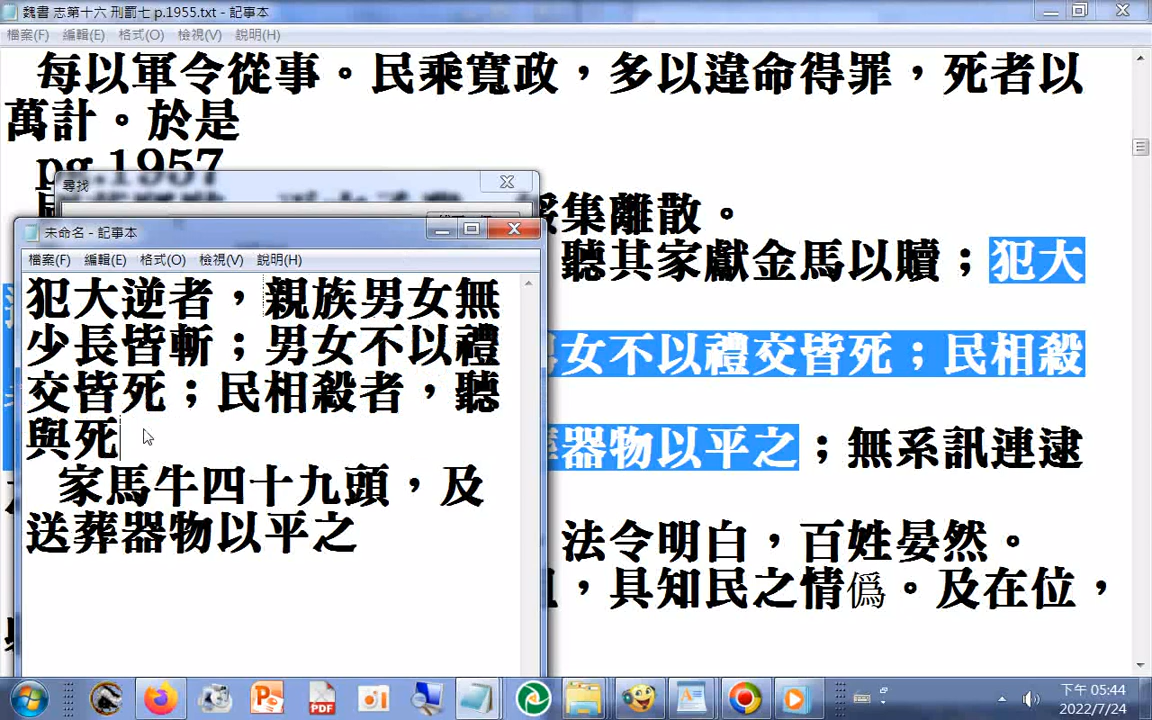 魏書 志第十六 刑罰七 p.1955.txt - 記事本
檔案(F) 編輯(E) 格式(O) 檢視(V) 說明(H)
每以軍令從事。民乘寬政，多以違命得罪，死者以
萬計。於是
pg.1957
集離散。
聽其家獻金馬以贖；犯大
女不以禮交皆死；民相殺
器物以平之；無系訊連逮
法令明白，百姓晏然。
，具知民之情僞。及在位，
尋找
未命名 - 記事本
檔案(F) 編輯(E) 格式(O) 檢視(V) 說明(H)
犯大逆者，親族男女無
少長皆斬；男女不以禮
交皆死；民相殺者，聽
與死
家馬牛四十九頭，及
送葬器物以平之
下午 05:44
2022/7/24